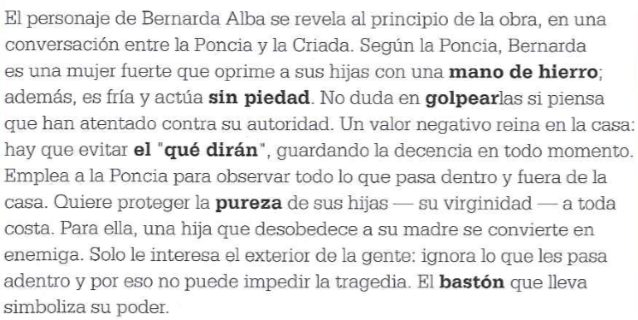 El personaje de Bernarda Alba se revela al principio de la obra, en una
conversación entre la Poncia y la Criada. Según la Poncia, Bernarda
es una mujer fuerte que oprime a sus hijas con una mano de hierro;
además, es fría y actúa sin piedad. No duda en golpearlas si piensa
que han atentado contra su autoridad. Un valor negativo reina en la casa:
hay que evitar el "qué dirán", guardando la decencia en todo momento.
Emplea a la Poncia para observar todo lo que pasa dentro y fuera de la
casa. Quiere proteger la pureza de sus hijas — su virginidad — a toda
costa. Para ella, una hija que desobedece a su madre se convierte en
enemiga. Solo le interesa el exterior de la gente: ignora lo que les pasa
adentro y por eso no puede impedir la tragedia. El bastón que lleva
simboliza su poder.